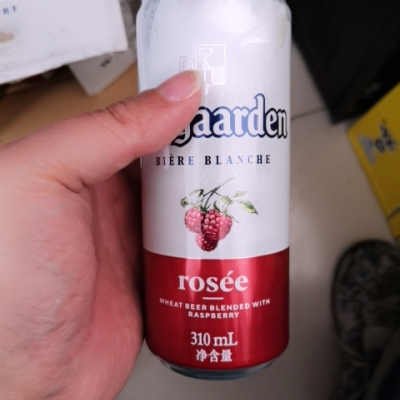 gaarden
BIÈRE BLANCHE
rosée
WHEAT BEER BLENDED WITH
RASPBERRY
310 mL
净含量